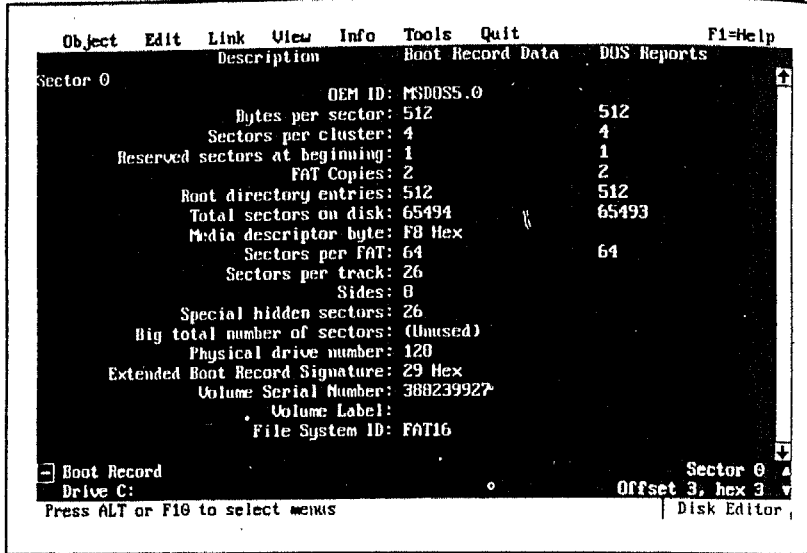 Object Edit Link View Info Tools Quit F1=Help
Description Boot Record Data DOS Reports
Sector 0
OEM ID: MSDOS5.0
Bytes per sector: 512 512
Sectors per cluster: 4 4
Reserved sectors at beginning: 1 1
FAT Copies: 2 2
Root directory entries: 512 512
Total sectors on disk: 65494 65493
Media descriptor byte: F8 Hex
Sectors per FAT: 64 64
Sectors per track: 26
Sides: 8
Special hidden sectors: 26
Big total number of sectors: (Unused)
Physical drive number: 128
Extended Boot Record Signature: 29 Hex
Volume Serial Number: 388239927
Volume Label:
File System ID: FAT16
Boot Record Sector 0
Drive C: Offset 3, hex 3
Press ALT or F10 to select menus Disk Editor